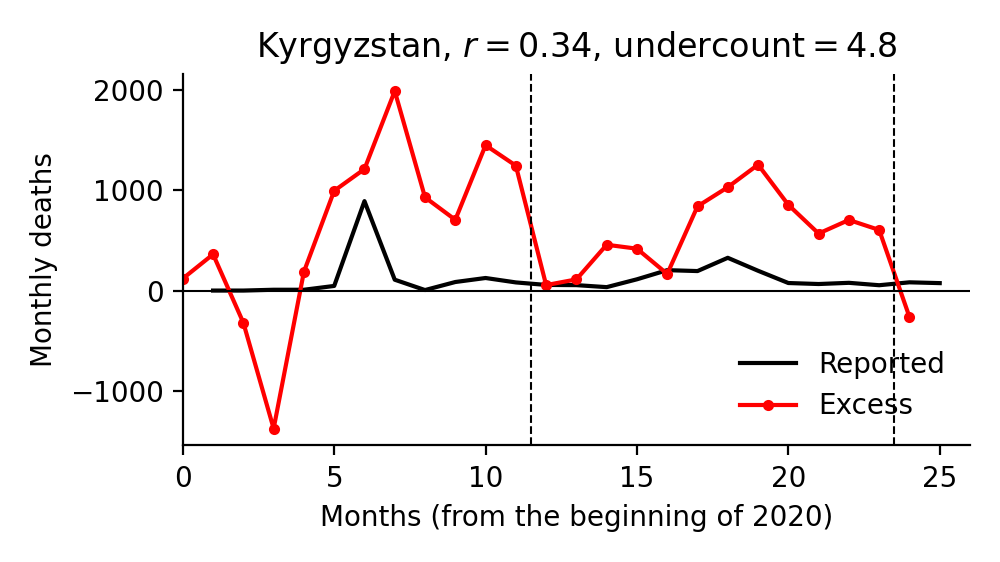 Kyrgyzstan, r = 0.34, undercount = 4.8
Monthly deaths
2000
1000
0
−1000
Reported
Excess
0 5 10 15 20 25
Months (from the beginning of 2020)